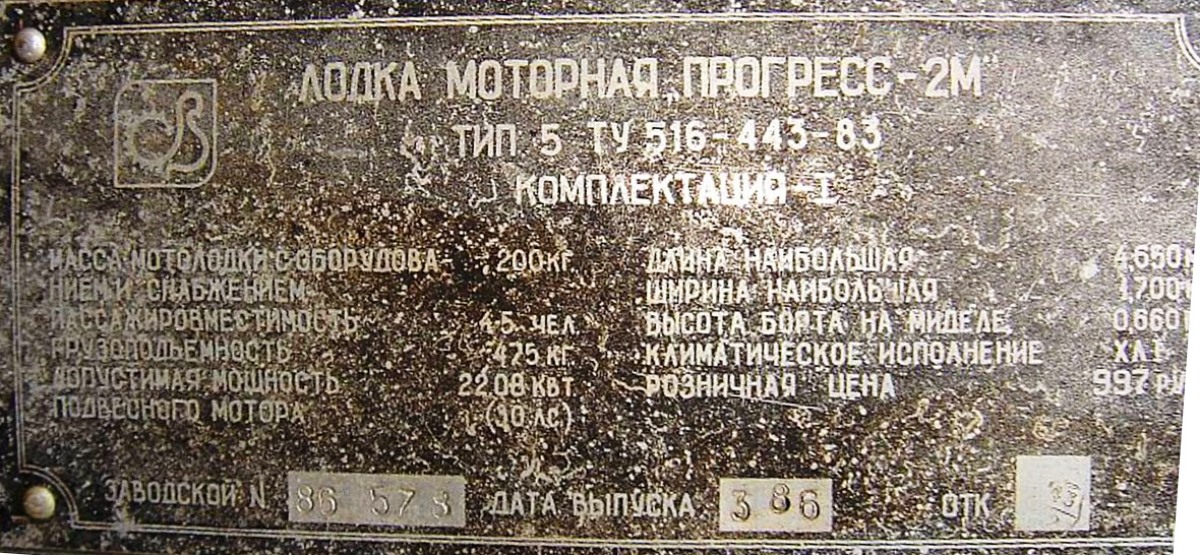 ЛОДКА МОТОРНАЯ „ПРОГРЕСС-2М"
ТИП 5 ТУ 516-443-83
КОМПЛЕКТАЦИЙ-I
МАССА МОТОЛОДКИ С ОБОРУДОВА- 200 КГ
НИЕМ И СНАБЖЕНИЕМ
ПАССАЖИРОВМЕСТИМОСТЬ 4-5 ЧЕЛ.
ГРУЗОПОДЪЕМНОСТЬ 475 КГ
ДОПУСТИМАЯ МОЩНОСТЬ 22.08 КВТ
ПОДВЕСНОГО МОТОРА (30 ЛС)
ДЛИНА НАИБОЛЬШАЯ 4,650
ШИРИНА НАИБОЛЬШАЯ 1,700
ВЫСОТА БОРТА НА МИДЕЛЕ 0,660
КЛИМАТИЧЕСКОЕ ИСПОЛНЕНИЕ ХЛ I
РОЗНИЧНАЯ ЦЕНА 997
ЗАВОДСКОЙ N 86 578 ДАТА ВЫПУСКА 3 86 ОТК